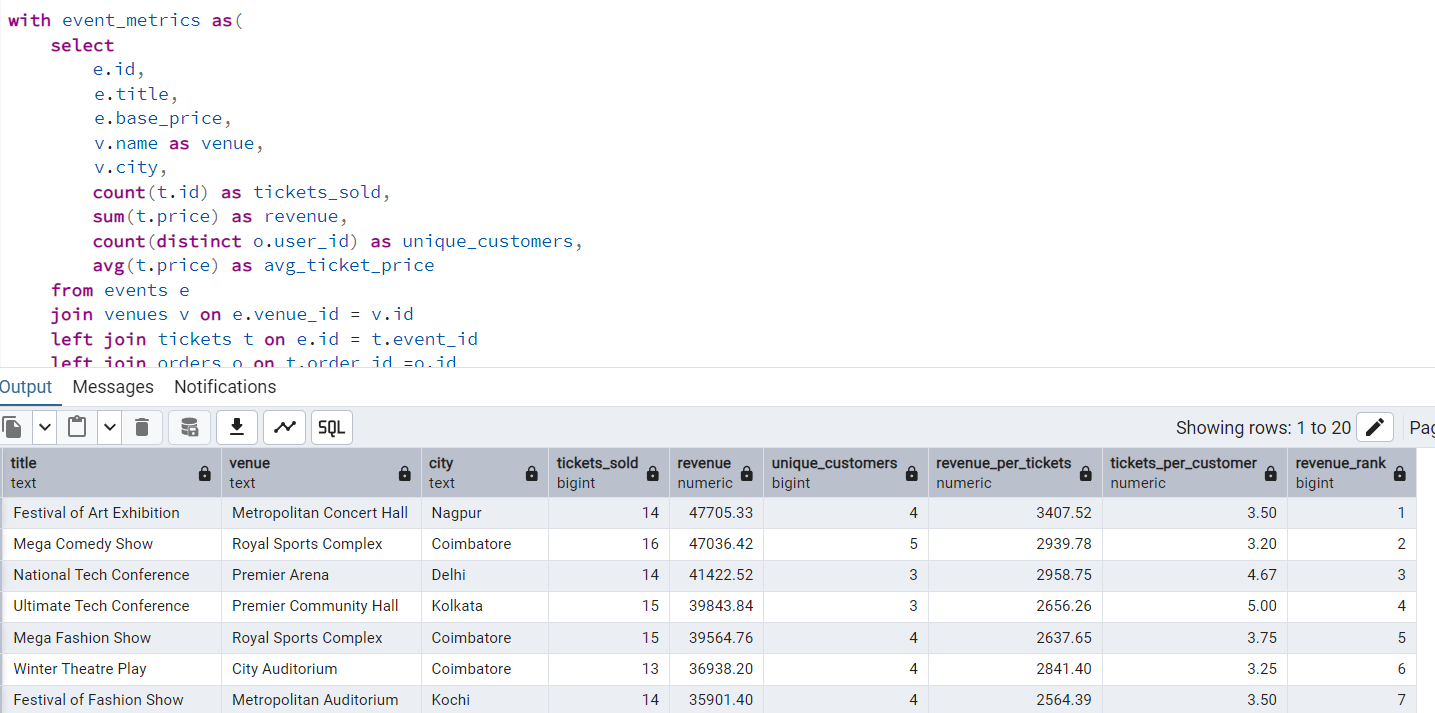 with event_metrics as(
select
e.id,
e.title,
e.base_price,
v.name as venue,
v.city,
count(t.id) as tickets_sold,
sum(t.price) as revenue,
count(distinct o.user_id) as unique_customers,
avg(t.price) as avg_ticket_price
from events e
join venues v on e.venue_id = v.id
left join tickets t on e.id = t.event_id
left join orders o on t.order_id =o.id
Output Messages Notifications
SQL Showing rows: 1 to 20 Pag
title venue city tickets_sold revenue unique_customers revenue_per_tickets tickets_per_customer revenue_rank
text text text bigint numeric bigint numeric numeric bigint
Festival of Art Exhibition Metropolitan Concert Hall Nagpur 14 47705.33 4 3407.52 3.50 1
Mega Comedy Show Royal Sports Complex Coimbatore 16 47036.42 5 2939.78 3.20 2
National Tech Conference Premier Arena Delhi 14 41422.52 3 2958.75 4.67 3
Ultimate Tech Conference Premier Community Hall Kolkata 15 39843.84 3 2656.26 5.00 4
Mega Fashion Show Royal Sports Complex Coimbatore 15 39564.76 4 2637.65 3.75 5
Winter Theatre Play City Auditorium Coimbatore 13 36938.20 4 2841.40 3.25 6
Festival of Fashion Show Metropolitan Auditorium Kochi 14 35901.40 4 2564.39 3.50 7